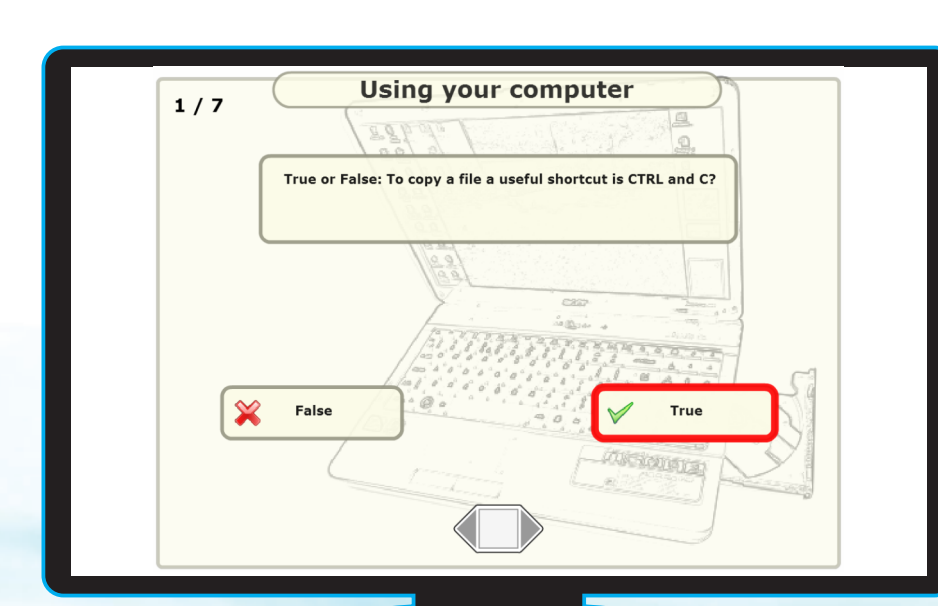 Using your computer
1 / 7
True or False: To copy a file a useful shortcut is CTRL and C?
False
True